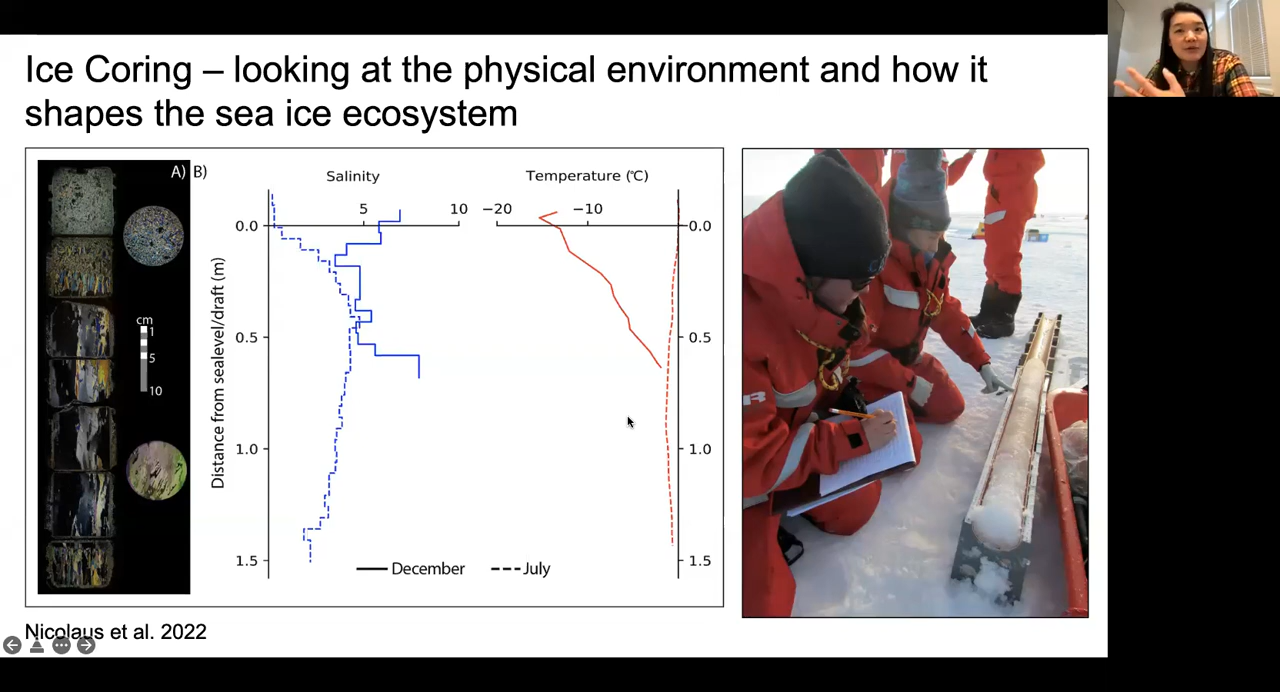 Ice Coring – looking at the physical environment and how it
shapes the sea ice ecosystem
A) B)
Salinity
Temperature (℃)
5
10
−20
−10
0.0
0.0
cm
1
5
10
0.5
0.5
Distance from sealevel/draft (m)
1.0
1.0
1.5
1.5
December
July
R
Nicolaus et al. 2022